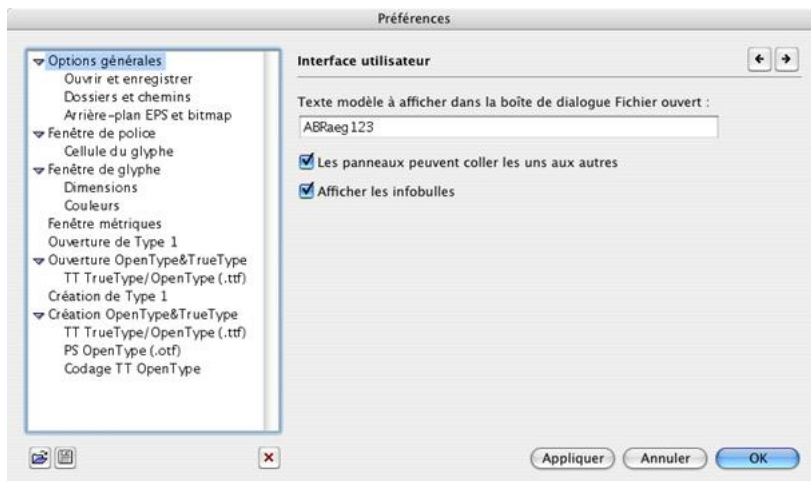 Préférences
Options générales
Ouvrir et enregistrer
Dossiers et chemins
Arrière-plan EPS et bitmap
Fenêtre de police
Cellule du glyphe
Fenêtre de glyphe
Dimensions
Couleurs
Fenêtre métriques
Ouverture de Type 1
Ouverture OpenType&TrueType
TT TrueType/OpenType (.ttf)
Création de Type 1
Création OpenType&TrueType
TT TrueType/OpenType (.ttf)
PS OpenType (.otf)
Codage TT OpenType
Interface utilisateur
Texte modèle à afficher dans la boîte de dialogue Fichier ouvert :
ABRaeg123
Les panneaux peuvent coller les uns aux autres
Afficher les infobulles
Appliquer Annuler OK